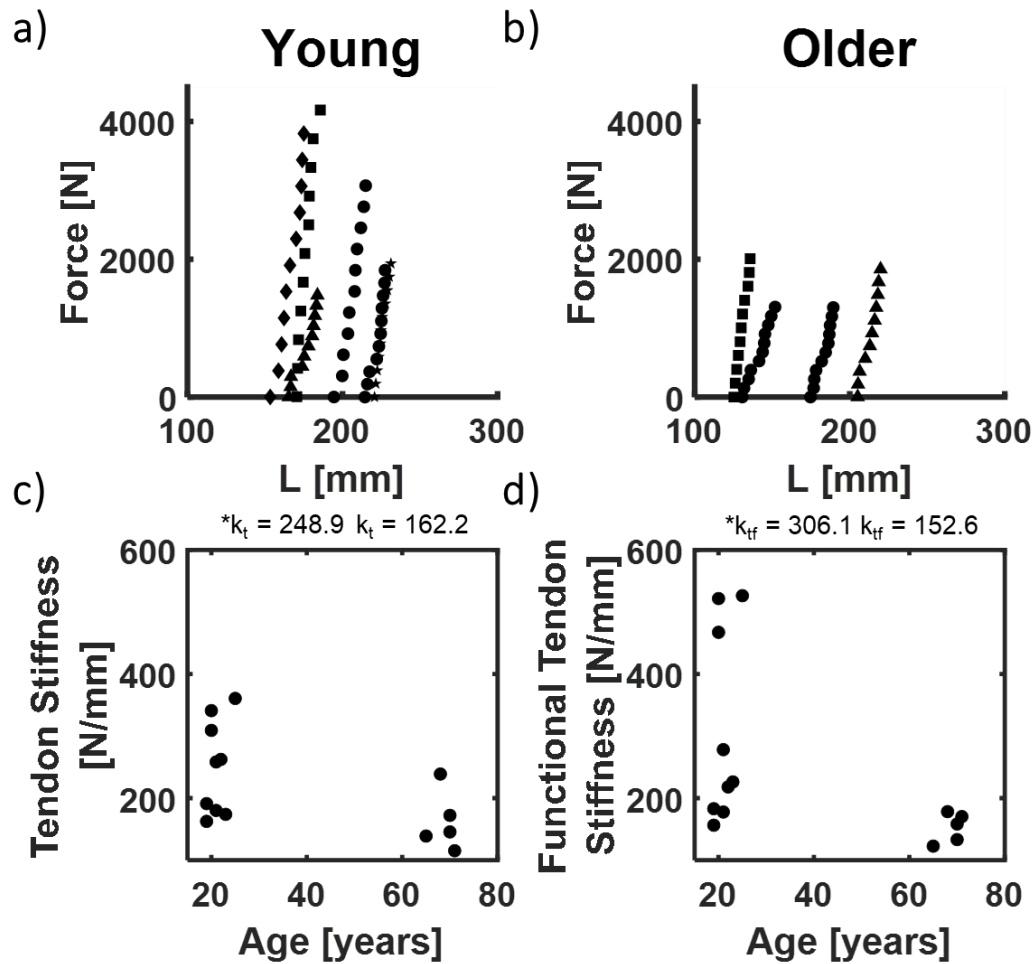 a)
Young
Force [N]
4000
2000
0
100
200
300
L [mm]
b)
Older
Force [N]
4000
2000
0
100
200
300
L [mm]
c)
*kt = 248.9 kt = 162.2
Tendon Stiffness
[N/mm]
600
400
200
20
40
60
80
Age [years]
d)
*ktf = 306.1 ktf = 152.6
Functional Tendon
Stiffness [N/mm]
600
400
200
20
40
60
80
Age [years]